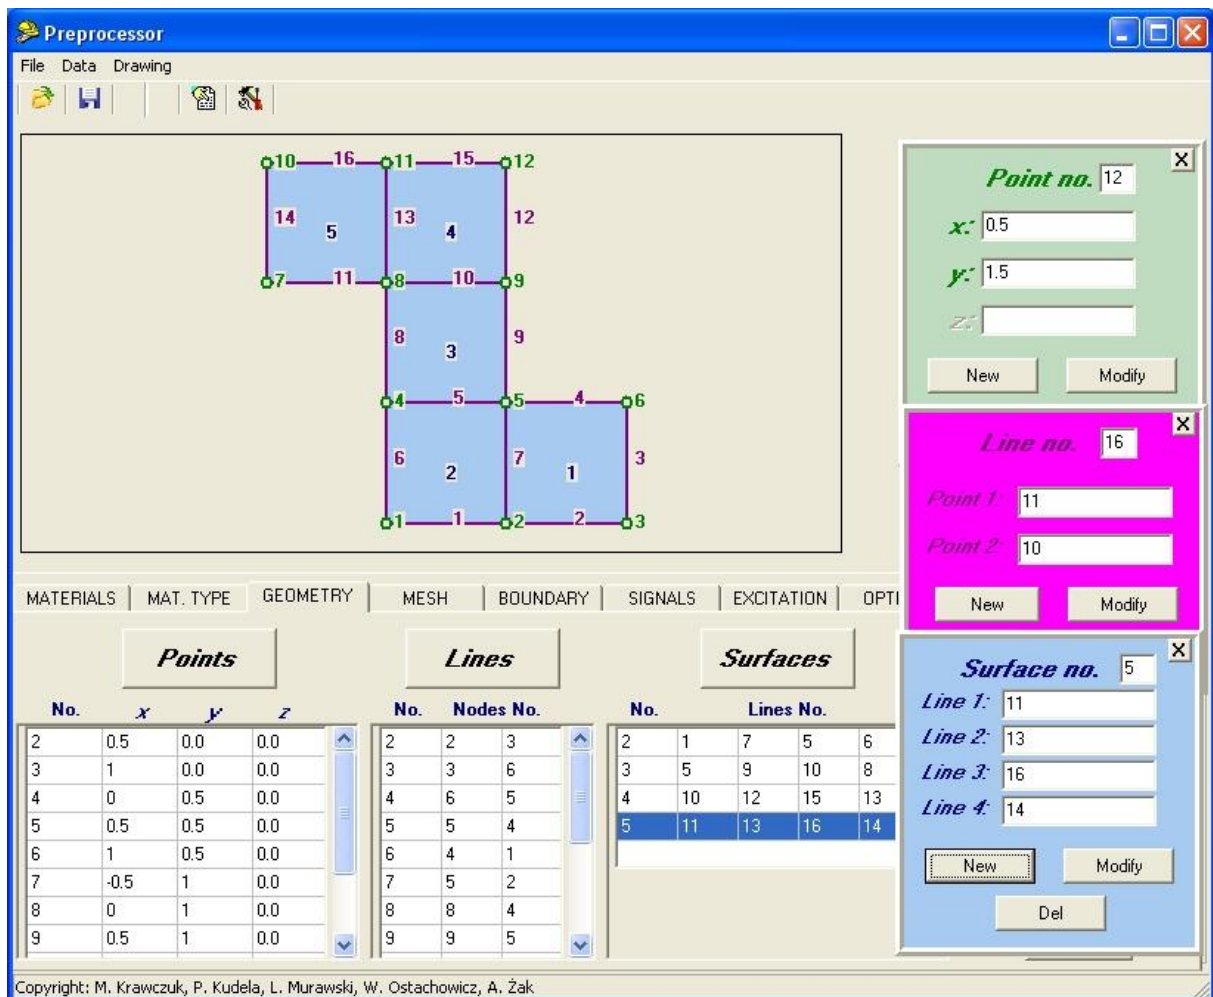 Preprocessor
File Data Drawing
10 16 11 15 12
14 5 13 4 12
7 11 8 10 9
8 3 9
4 5 5 4 6
6 2 7 1 3
1 1 2 2 3
Point no. 12
x: 0.5
y: 1.5
z:
New Modify
Line no. 16
Point 1: 11
Point 2: 10
New Modify
Surface no. 5
Line 1: 11
Line 2: 13
Line 3: 16
Line 4: 14
New Modify
Del
MATERIALS MAT. TYPE GEOMETRY MESH BOUNDARY SIGNALS EXCITATION OPTI
Points Lines Surfaces
No. x y z No. Nodes No. No. Lines No.
2 0.5 0.0 0.0 2 2 3 2 1 7 5 6
3 1 0.0 0.0 3 3 6 3 5 9 10 8
4 0 0.5 0.0 4 6 5 4 10 12 15 13
5 0.5 0.5 0.0 5 5 4 5 11 13 16 14
6 1 0.5 0.0 6 4 1
7 -0.5 1 0.0 7 5 2
8 0 1 0.0 8 8 4
9 0.5 1 0.0 9 9 5
Copyright: M. Krawczuk, P. Kudela, L. Murawski, W. Ostachowicz, A. Żak